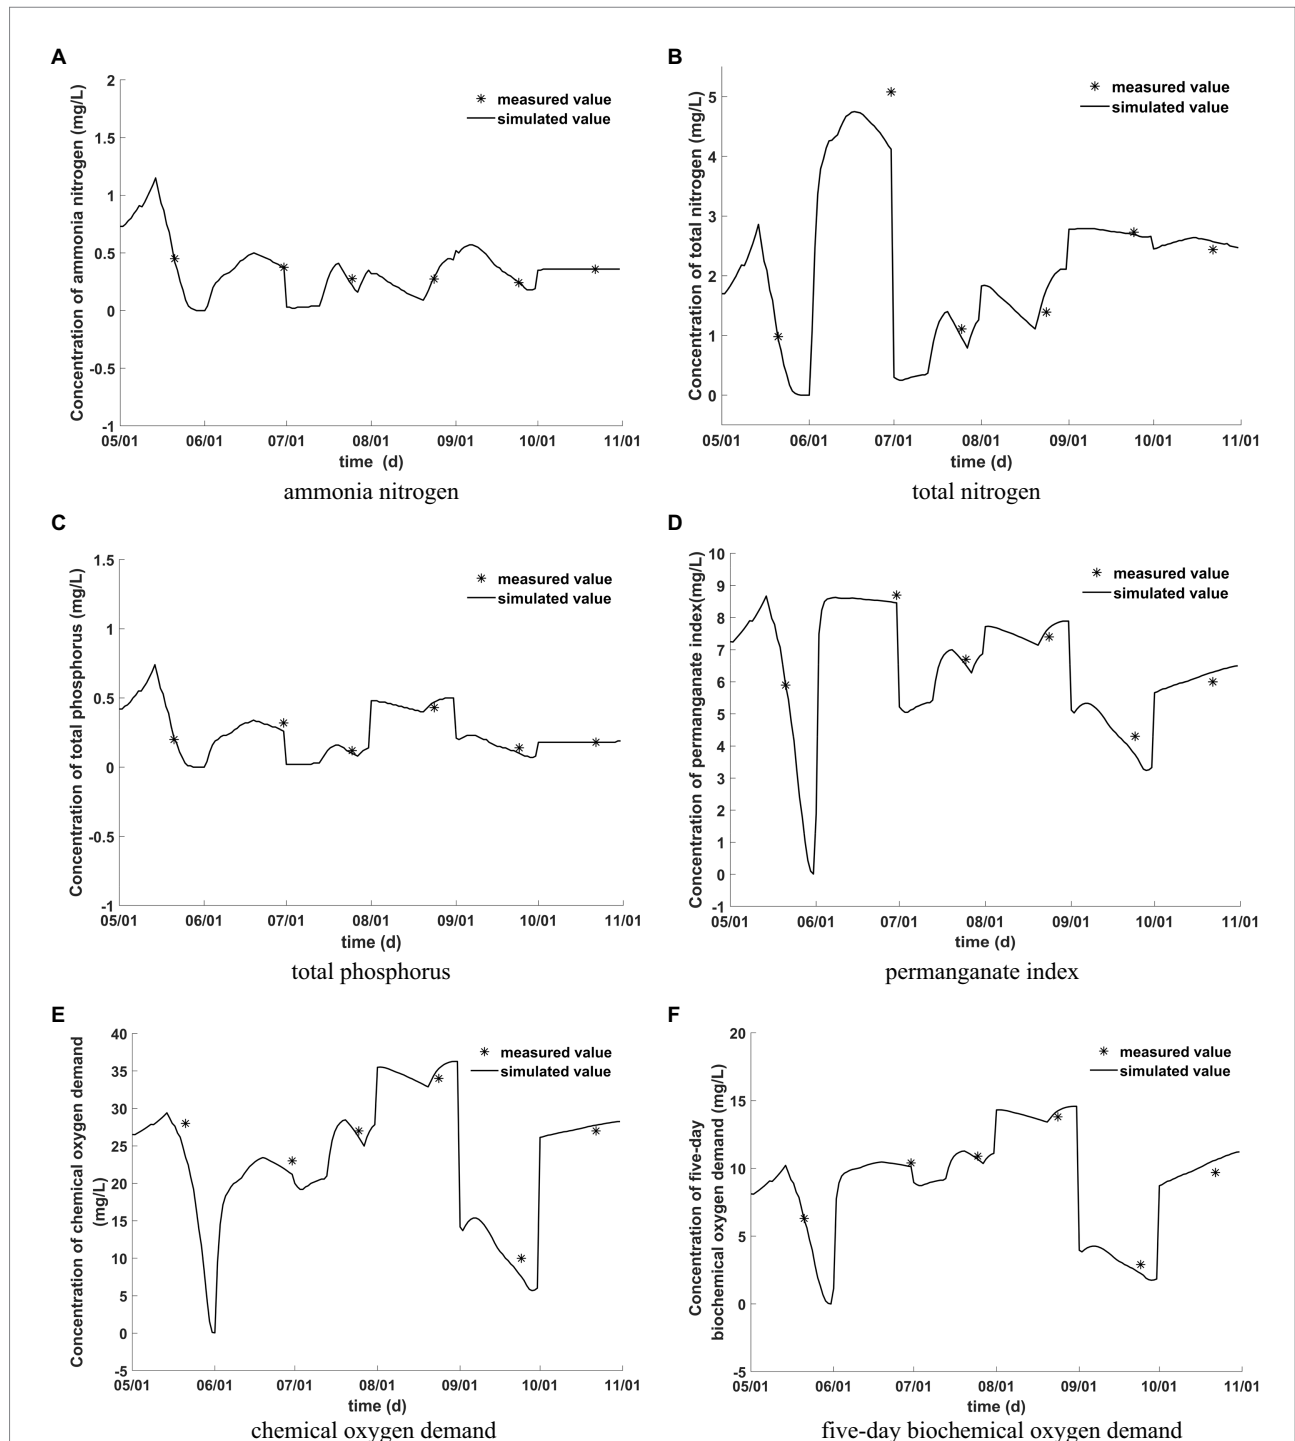 A
Concentration of ammonia nitrogen (mg/L)
2
1.5
1
0.5
0
-0.5
-1
measured value
simulated value
05/01 06/01 07/01 08/01 09/01 10/01 11/01
time (d)
ammonia nitrogen
B
Concentration of total nitrogen (mg/L)
5
4
3
2
1
0
measured value
simulated value
05/01 06/01 07/01 08/01 09/01 10/01 11/01
time (d)
total nitrogen
C
Concentration of total phosphorus (mg/L)
1.5
1
0.5
0
-0.5
-1
measured value
simulated value
05/01 06/01 07/01 08/01 09/01 10/01 11/01
time (d)
total phosphorus
D
Concentration of permanganate index(mg/L)
10
9
8
7
6
5
4
3
2
1
0
-1
measured value
simulated value
05/01 06/01 07/01 08/01 09/01 10/01 11/01
time (d)
permanganate index
E
Concentration of chemical oxygen demand
(mg/L)
40
35
30
25
20
15
10
5
0
-5
measured value
simulated value
05/01 06/01 07/01 08/01 09/01 10/01 11/01
time (d)
chemical oxygen demand
F
Concentration of five-day
biochemical oxygen demand (mg/L)
20
15
10
5
0
-5
measured value
simulated value
05/01 06/01 07/01 08/01 09/01 10/01 11/01
time (d)
five-day biochemical oxygen demand